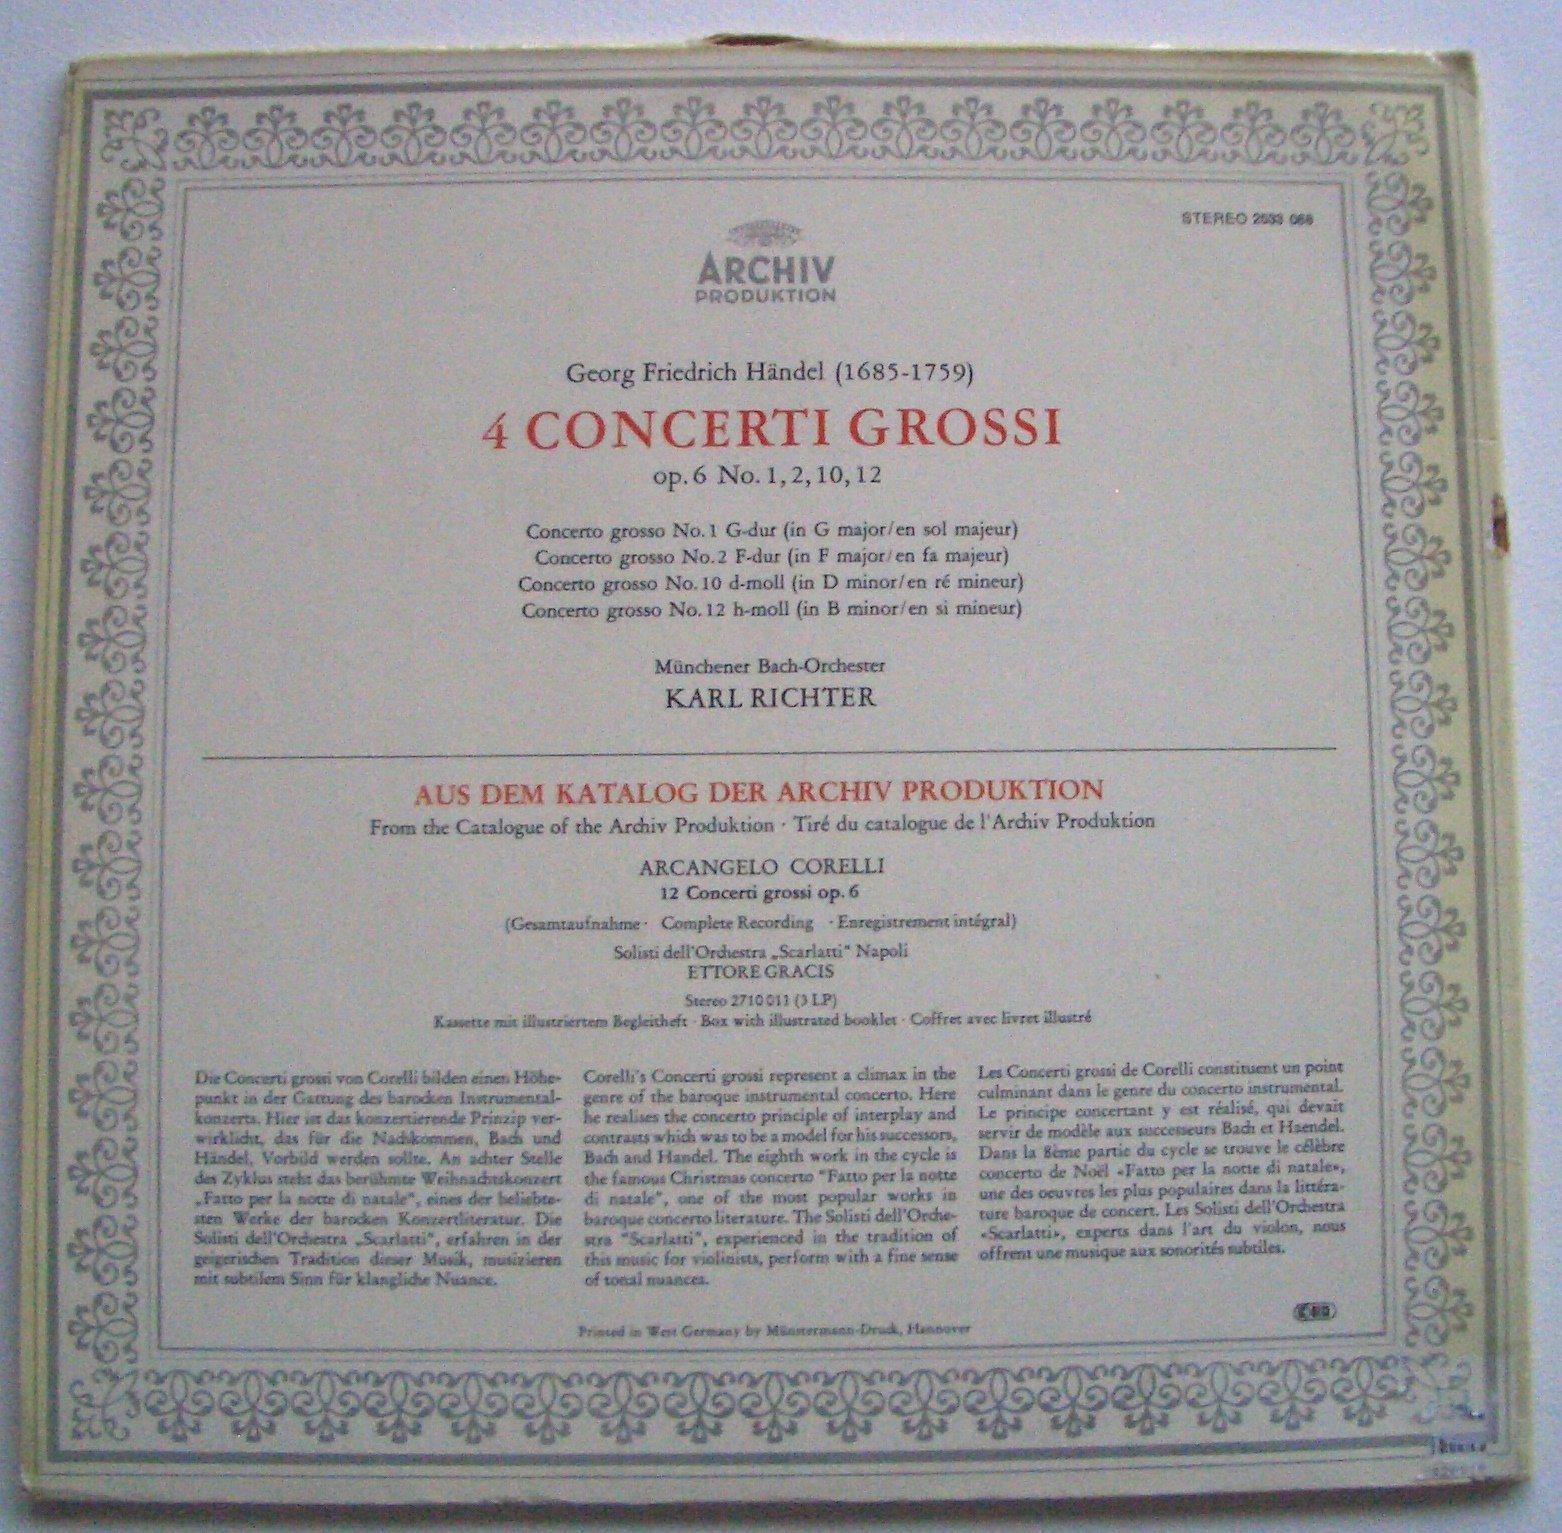 STEREO 2533 088
ARCHIV
PRODUKTION
Georg Friedrich Händel (1685-1759)
4 CONCERTI GROSSI
op. 6 No. 1, 2, 10, 12
Concerto grosso No. 1 G-dur (in G major/en sol majeur)
Concerto grosso No. 2 F-dur (in F major/en fa majeur)
Concerto grosso No. 10 d-moll (in D minor/en ré mineur)
Concerto grosso No. 12 h-moll (in B minor/en si mineur)
Münchener Bach-Orchester
KARL RICHTER
AUS DEM KATALOG DER ARCHIV PRODUKTION
From the Catalogue of the Archiv Produktion · Tiré du catalogue de l'Archiv Produktion
ARCANGELO CORELLI
12 Concerti grossi op. 6
(Gesamtaufnahme · Complete Recording · Enregistrement intégral)
Solisti dell'Orchestra „Scarlatti" Napoli
ETTORE GRACIS
Stereo 2710 011 (3 LP)
Kassette mit illustriertem Begleitheft · Box with illustrated booklet · Coffret avec livret illustré
Die Concerti grossi von Corelli bilden einen Höhe-
punkt in der Gattung des barocken Instrumental-
konzerts. Hier ist das konzertierende Prinzip ver-
wirklicht, das für die Nachkommen, Bach und
Händel, Vorbild werden sollte. An achter Stelle
des Zyklus steht das berühmte Weihnachtskonzert
„Fatto per la notte di natale", eines der beliebte-
sten Werke der barocken Konzertliteratur. Die
Solisti dell'Orchestra „Scarlatti", erfahren in der
geigerischen Tradition dieser Musik, musizieren
mit subtilem Sinn für klangliche Nuance.
Corelli's Concerti grossi represent a climax in the
genre of the baroque instrumental concerto. Here
he realises the concerto principle of interplay and
contrasts which was to be a model for his successors,
Bach and Handel. The eighth work in the cycle is
the famous Christmas concerto "Fatto per la notte
di natale", one of the most popular works in
baroque concerto literature. The Solisti dell'Orche-
stra "Scarlatti", experienced in the tradition of
this music for violinists, perform with a fine sense
of tonal nuances.
Les Concerti grossi de Corelli constituent un point
culminant dans le genre du concerto instrumental.
Le principe concertant y est réalisé, qui devait
servir de modèle aux successeurs Bach et Haendel.
Dans la 8ème partie du cycle se trouve le célèbre
concerto de Noël «Fatto per la notte di natale»,
une des oeuvres les plus populaires dans la littéra-
ture baroque de concert. Les Solisti dell'Orchestra
«Scarlatti», experts dans l'art du violon, nous
offrent une musique aux sonorités subtiles.
Printed in West Germany by Münstermann-Druck, Hannover